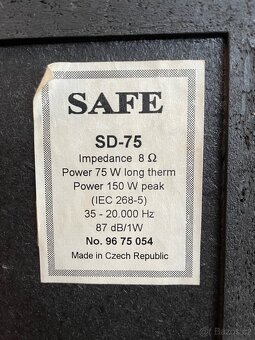 SAFE
SD-75
Impedance 8 Ω
Power 75 W long therm
Power 150 W peak
(IEC 268-5)
35 - 20.000 Hz
87 dB/1W
No. 96 75 054
Made in Czech Republic